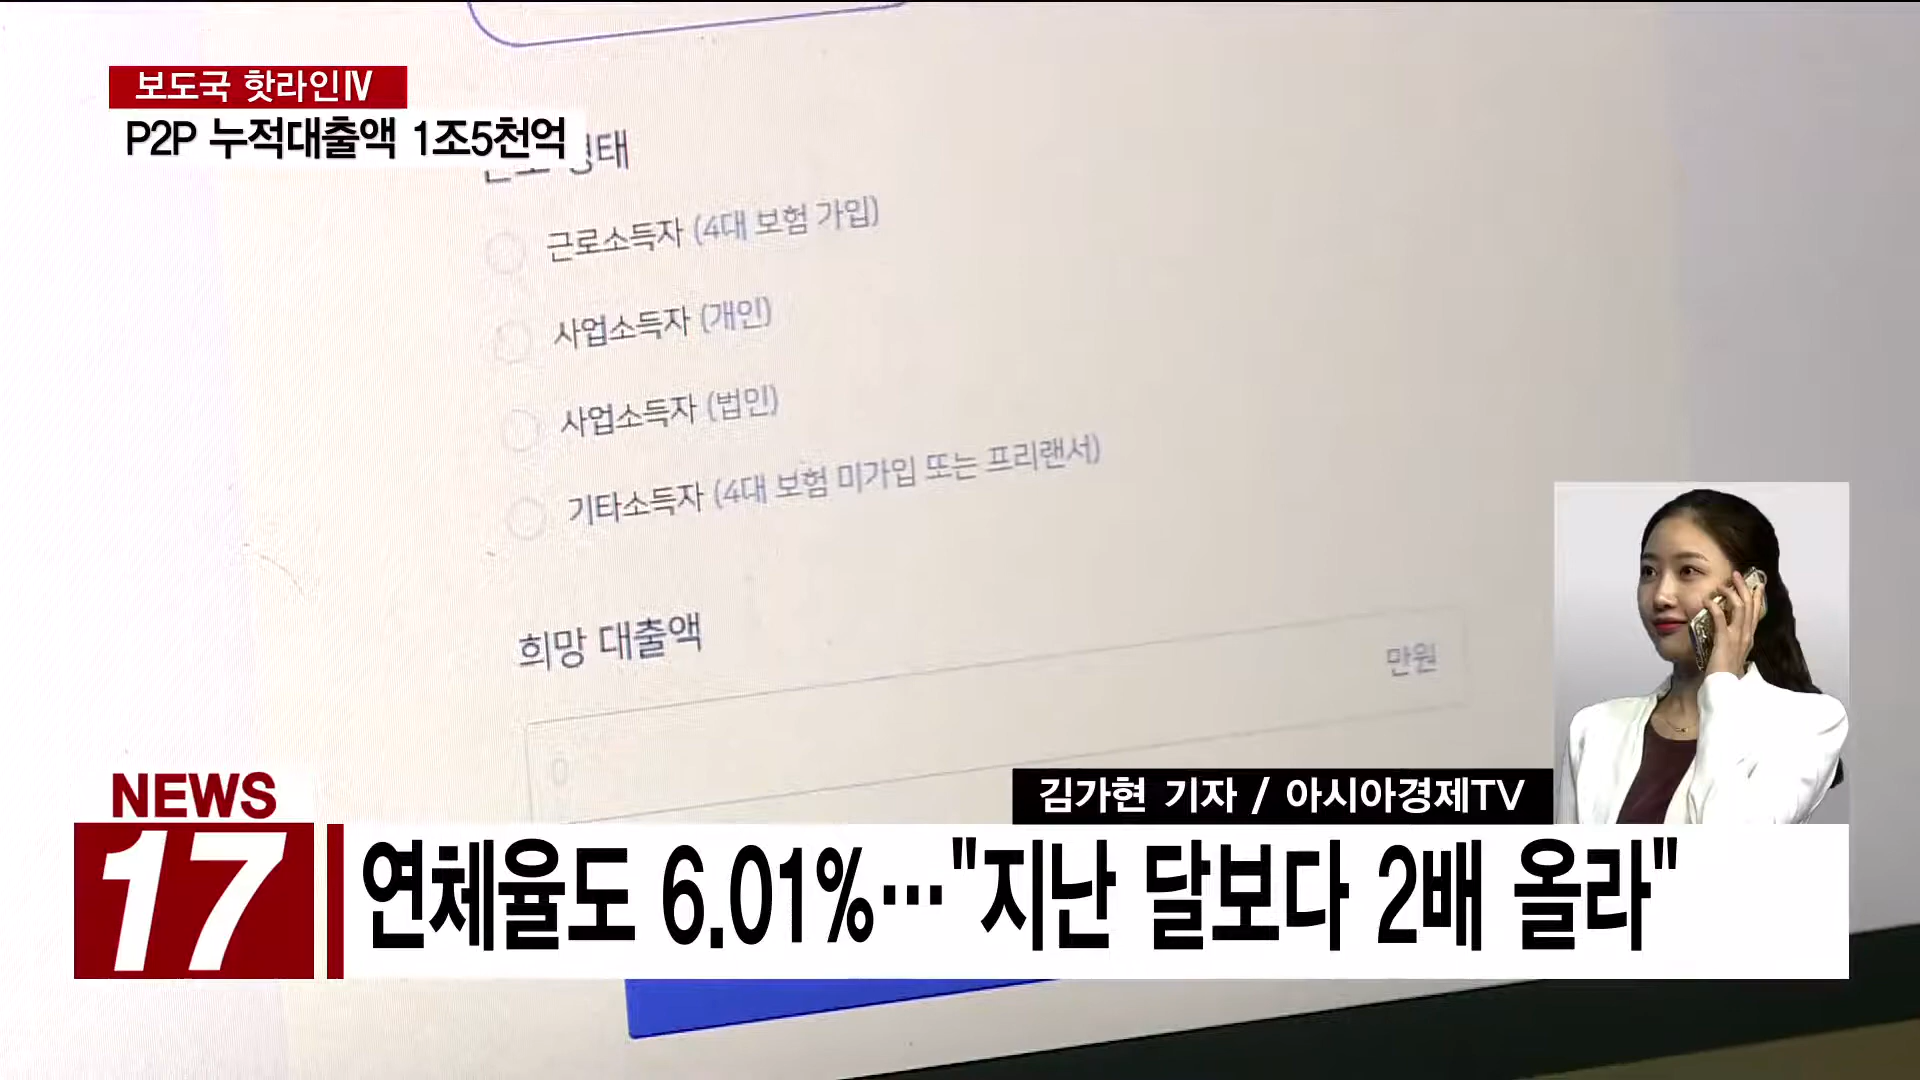 보도국 핫라인Ⅳ
P2P 누적대출액 1조5천억
형태
근로소득자 (4대 보험 가입)
사업소득자 (개인)
사업소득자 (법인)
기타소득자 (4대 보험 미가입 또는 프리랜서)
희망 대출액
만원
0
김가현 기자 / 아시아경제TV
NEWS
17
연체율도 6.01%…"지난 달보다 2배 올라"